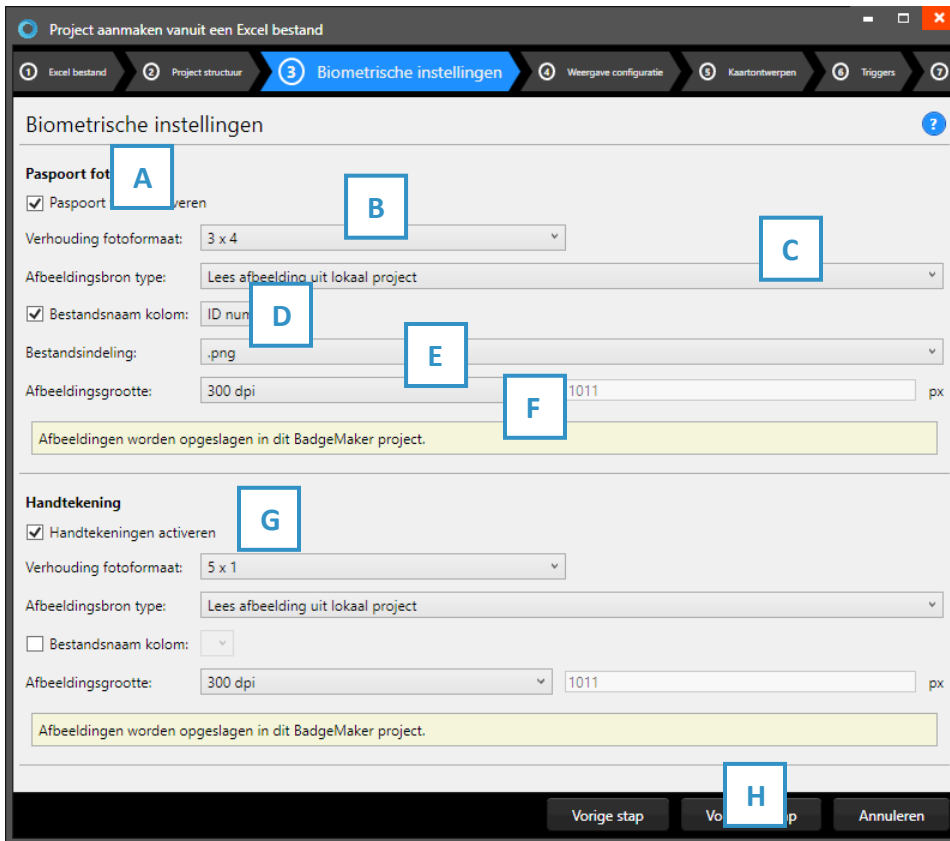 Project aanmaken vanuit een Excel bestand
1 Excel bestand 2 Project structuur 3 Biometrische instellingen 4 Weergave configuratie 5 Kaartontwerpen 6 Triggers 7
Biometrische instellingen ?
Paspoort A
Paspoort B
Verhouding fotoformaat: 3 x 4 C
Afbeeldingsbron type: Lees afbeelding uit lokaal project
Bestandsnaam kolom: ID D
Bestandsindeling: .png E
Afbeeldingsgrootte: 300 dpi F 1011 px
Afbeeldingen worden opgeslagen in dit BadgeMaker project.
Handtekening G
Handtekeningen activeren
Verhouding fotoformaat: 5 x 1
Afbeeldingsbron type: Lees afbeelding uit lokaal project
Bestandsnaam kolom:
Afbeeldingsgrootte: 300 dpi 1011 px
Afbeeldingen worden opgeslagen in dit BadgeMaker project.
Vorige stap H Annuleren